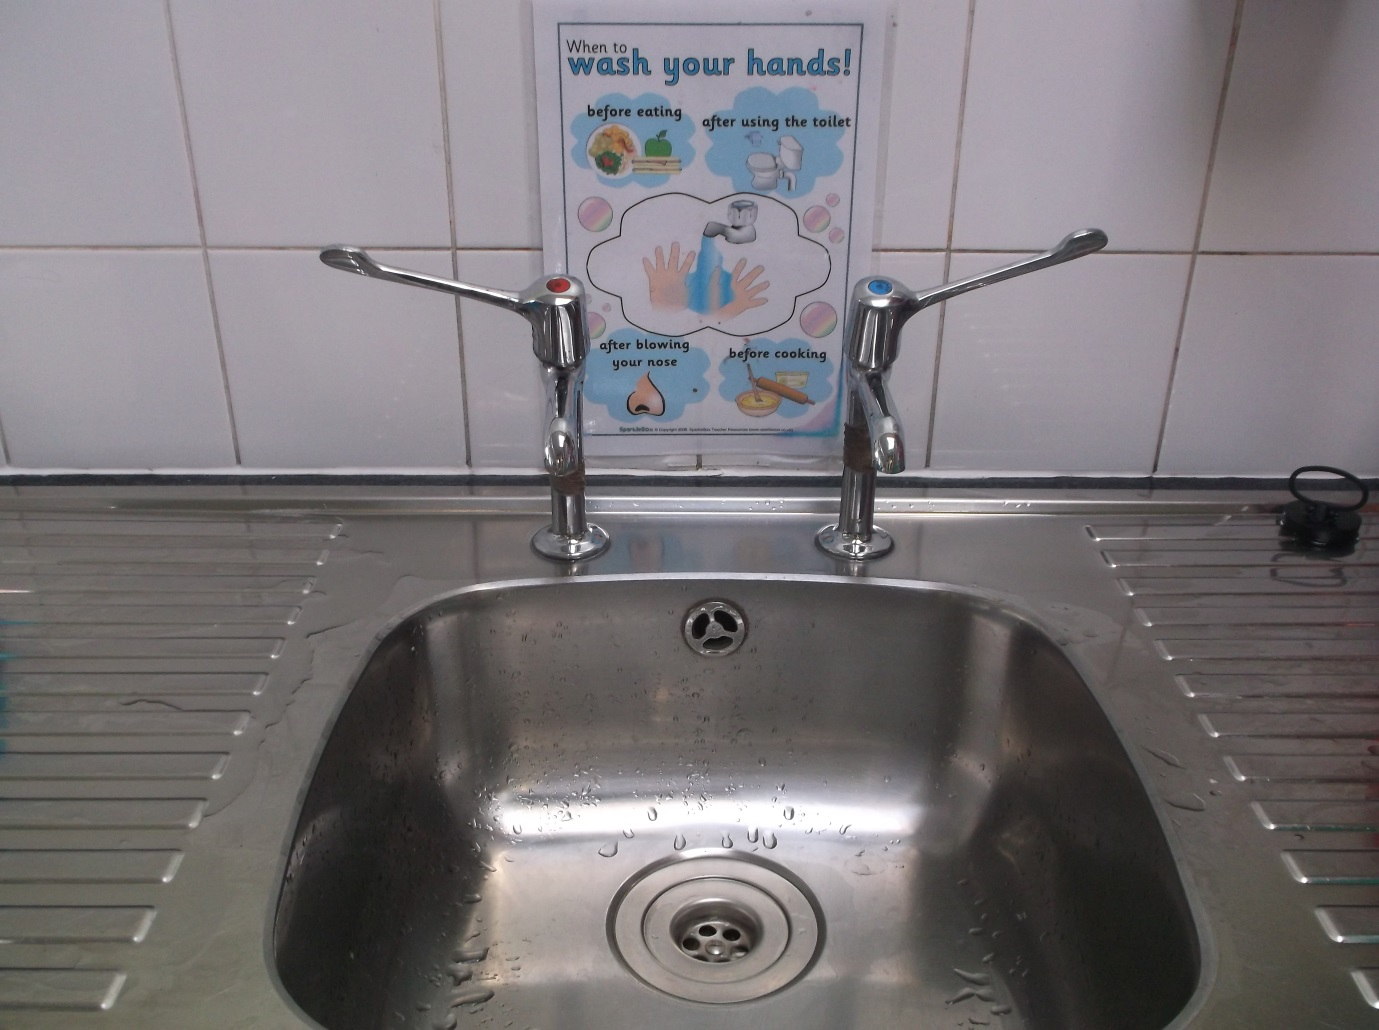 When to
wash your hands!
before eating
after using the toilet
after blowing
your nose
before cooking